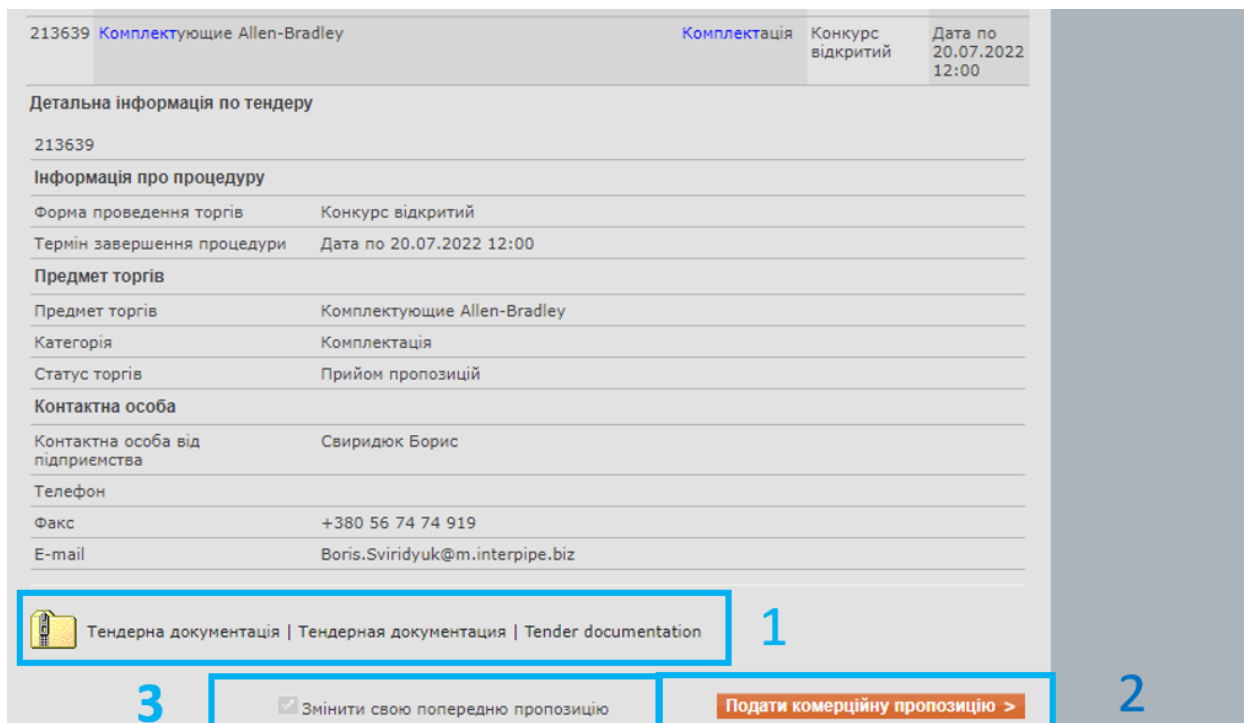 213639 Комплектующие Allen-Bradley Комплектація Конкурс відкритий Дата по 20.07.2022 12:00
Детальна інформація по тендеру
213639
Інформація про процедуру
Форма проведення торгів Конкурс відкритий
Термін завершення процедури Дата по 20.07.2022 12:00
Предмет торгів
Предмет торгів Комплектующие Allen-Bradley
Категорія Комплектація
Статус торгів Прийом пропозицій
Контактна особа
Контактна особа від підприємства Свиридюк Борис
Телефон
Факс +380 56 74 74 919
E-mail Boris.Sviridyuk@m.interpipe.biz
Тендерна документація | Тендерная документация | Tender documentation 1
3 Змінити свою попередню пропозицію Подати комерційну пропозицію > 2